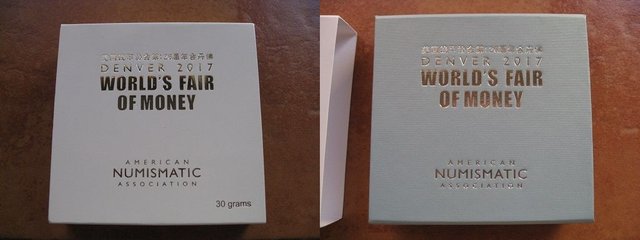 DENVER 2017
WORLD'S FAIR
OF MONEY
AMERICAN
NUMISMATIC
ASSOCIATION
30 grams
DENVER 2017
WORLD'S FAIR
OF MONEY
AMERICAN
NUMISMATIC
ASSOCIATION